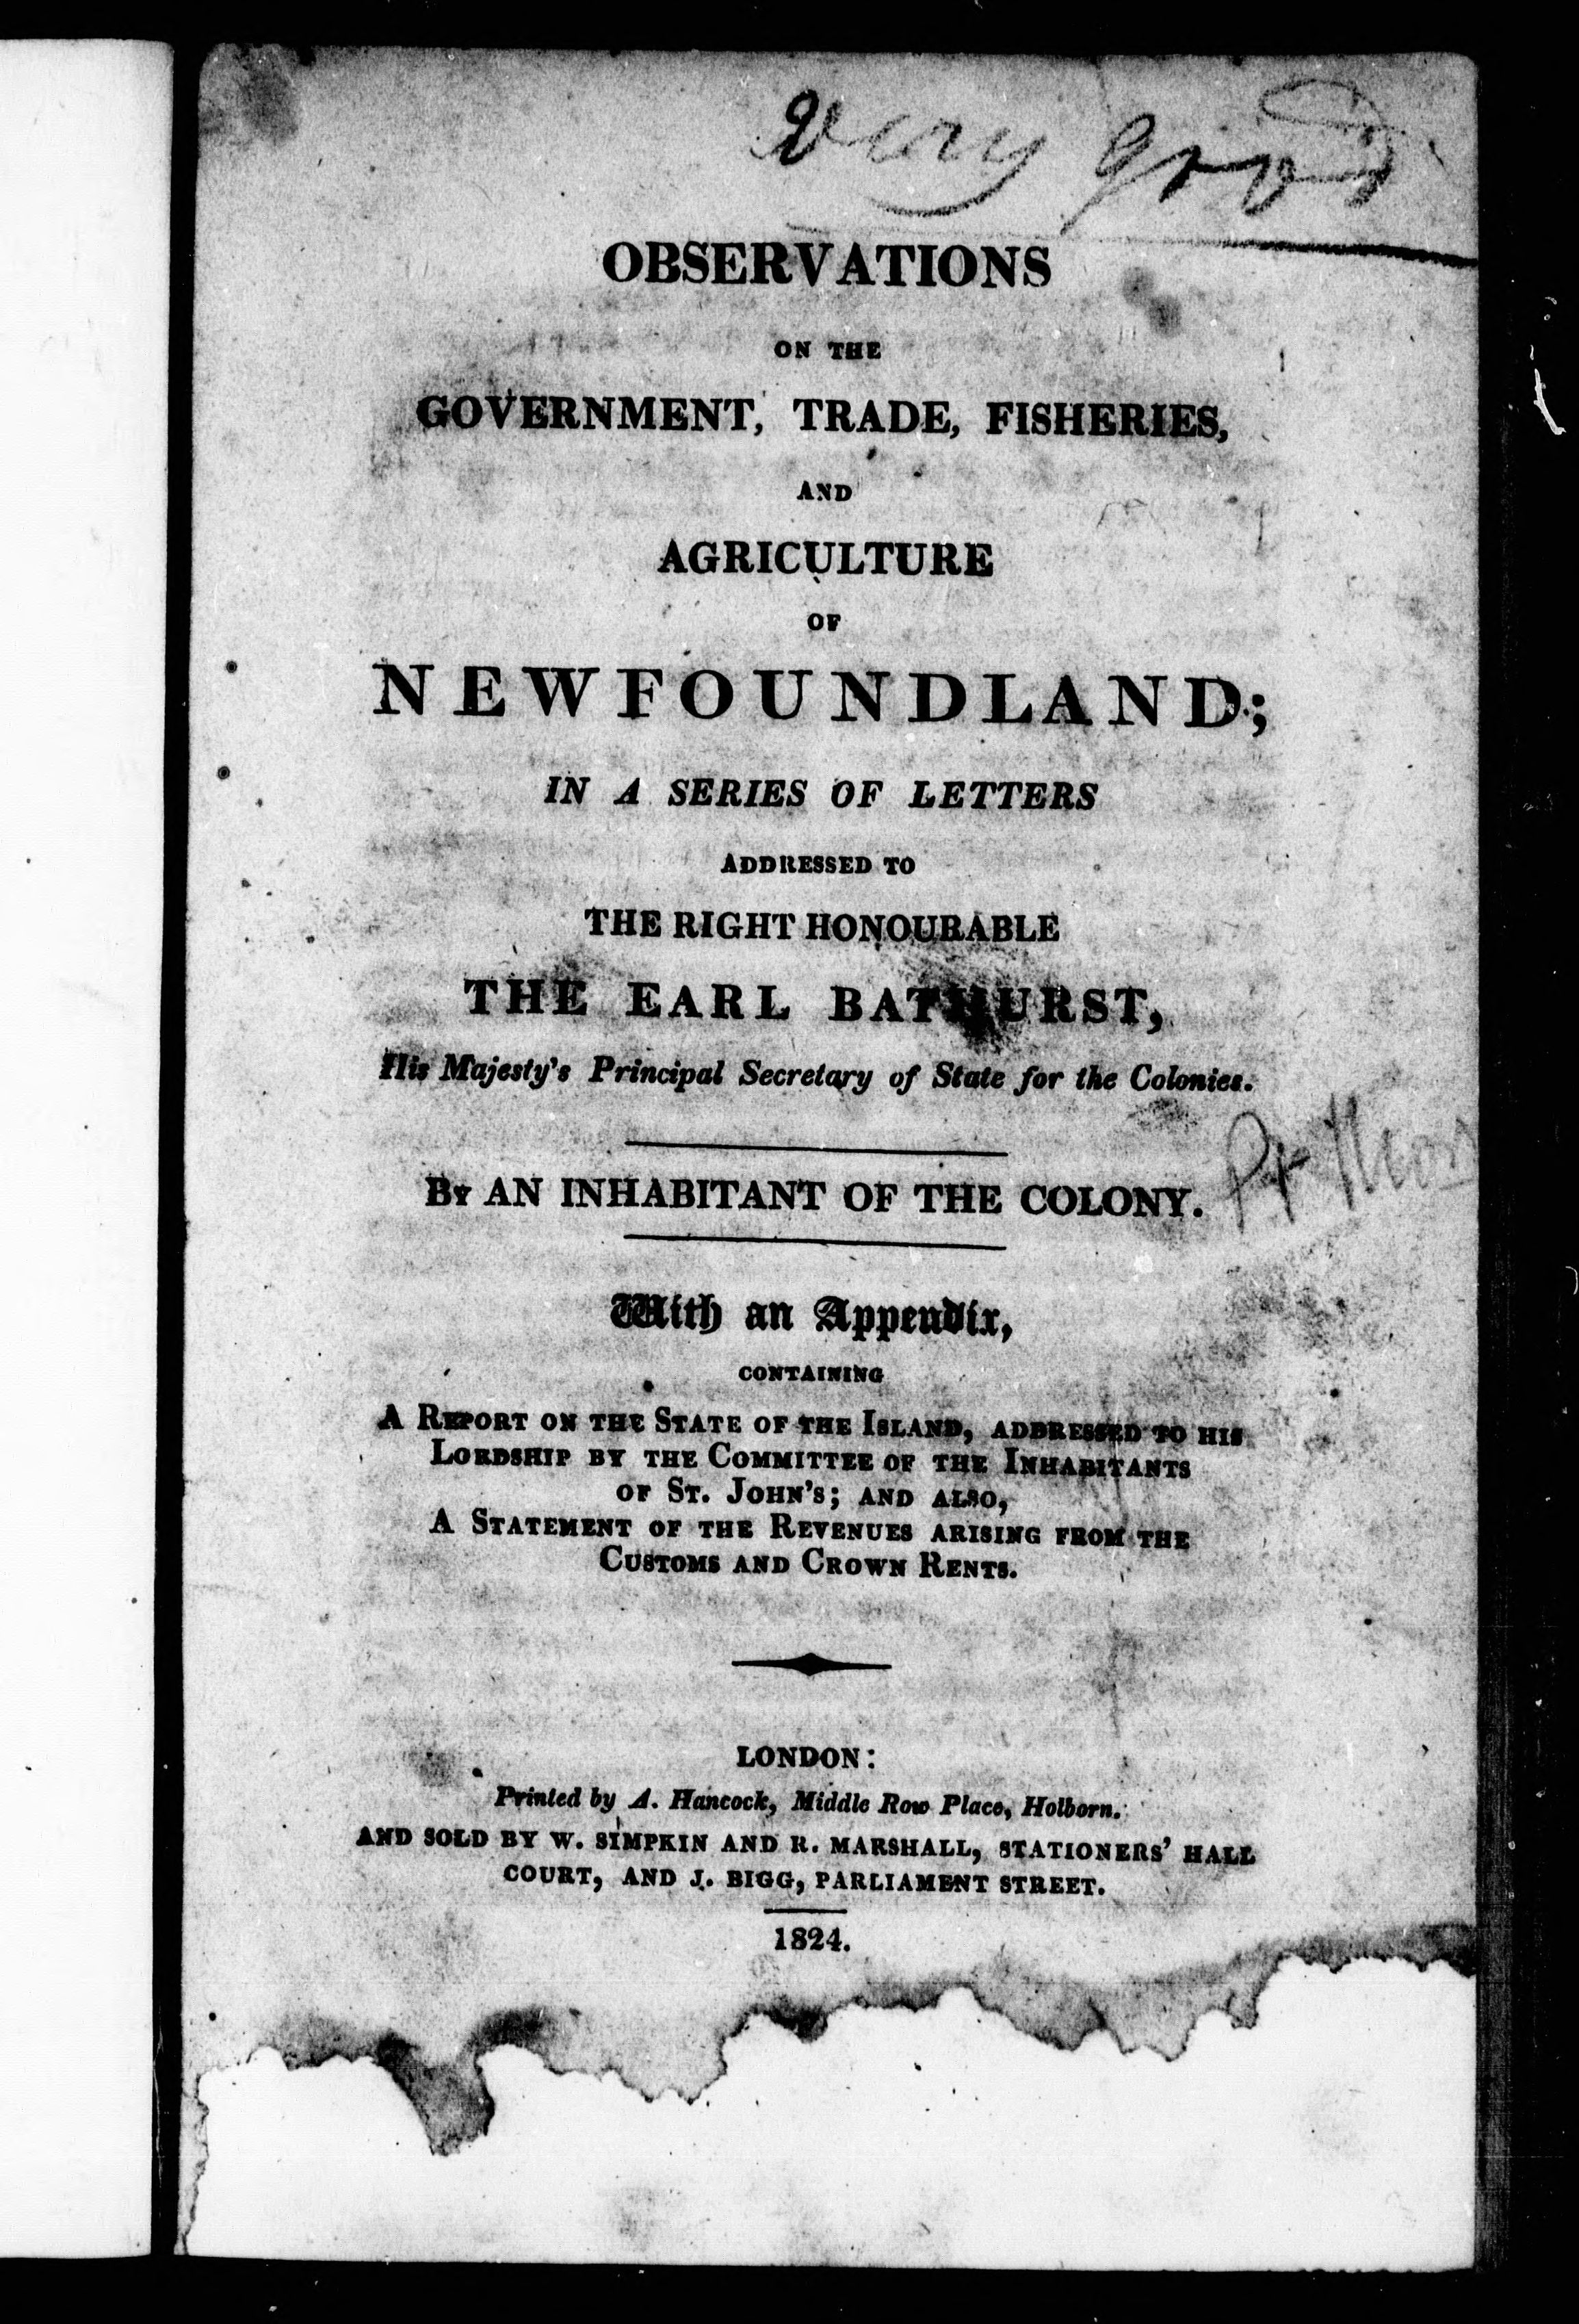 Very good
OBSERVATIONS
ON THE
GOVERNMENT, TRADE, FISHERIES,
AND
AGRICULTURE
OF
NEWFOUNDLAND;
IN A SERIES OF LETTERS
ADDRESSED TO
THE RIGHT HONOURABLE
THE EARL BATHURST,
His Majesty's Principal Secretary of State for the Colonies.
BY AN INHABITANT OF THE COLONY.
With an Appendix,
CONTAINING
A REPORT ON THE STATE OF THE ISLAND, ADDRESSED TO HIS
LORDSHIP BY THE COMMITTEE OF THE INHABITANTS
OF ST. JOHN'S; AND ALSO,
A STATEMENT OF THE REVENUES ARISING FROM THE
CUSTOMS AND CROWN RENTS.
LONDON:
Printed by A. Hancock, Middle Row Place, Holborn.
AND SOLD BY W. SIMPKIN AND R. MARSHALL, STATIONERS' HALL
COURT, AND J. BIGG, PARLIAMENT STREET.
1824.